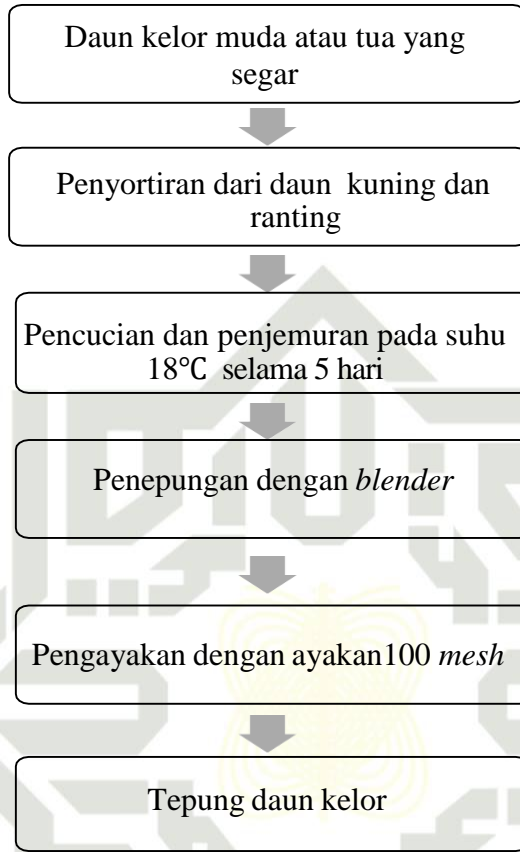 Daun kelor muda atau tua yang
segar
Penyortiran dari daun kuning dan
ranting
Pencucian dan penjemuran pada suhu
18℃ selama 5 hari
Penepungan dengan blender
Pengayakan dengan ayakan100 mesh
Tepung daun kelor